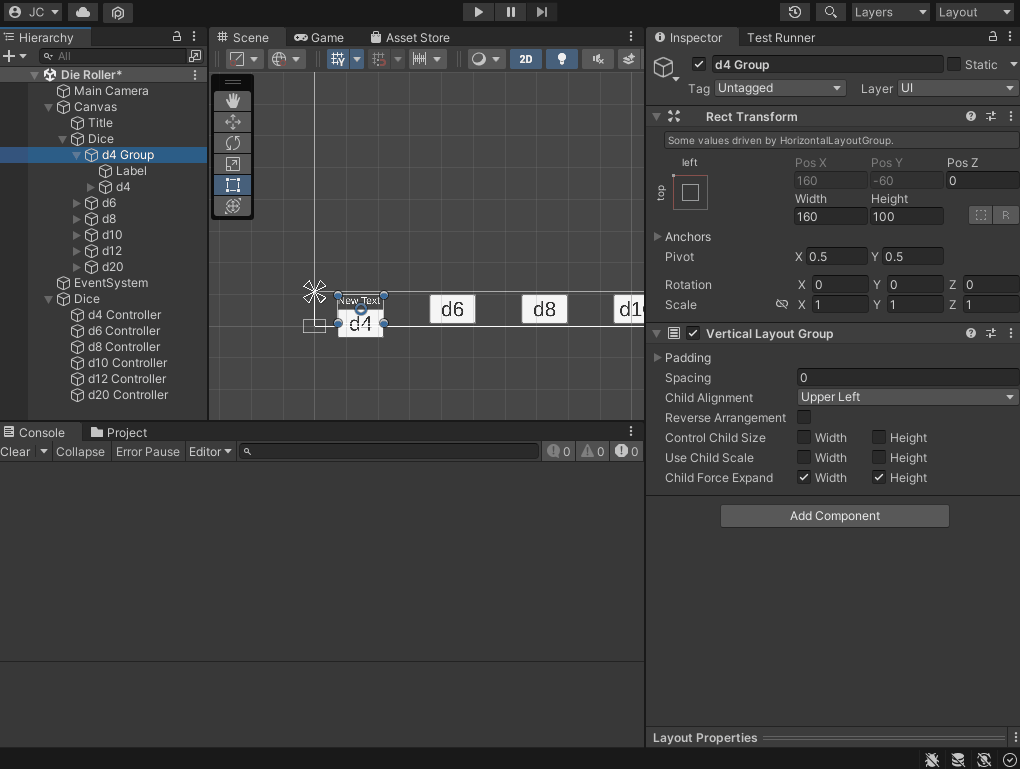 JC
Layers
Layout
Hierarchy
All
Die Roller*
Main Camera
Canvas
Title
Dice
d4 Group
Label
d4
d6
d8
d10
d12
d20
EventSystem
Dice
d4 Controller
d6 Controller
d8 Controller
d10 Controller
d12 Controller
d20 Controller
Scene
Game
Asset Store
2D
New Text
d4
d6
d8
d10
Console
Project
Clear
Collapse
Error Pause
Editor
0
0
0
Inspector
Test Runner
d4 Group
Static
Tag Untagged
Layer UI
Rect Transform
Some values driven by HorizontalLayoutGroup.
left
top
Pos X Pos Y Pos Z
160 -60 0
Width Height
160 100
R
Anchors
Pivot X 0.5 Y 0.5
Rotation X 0 Y 0 Z 0
Scale X 1 Y 1 Z 1
Vertical Layout Group
Padding
Spacing 0
Child Alignment Upper Left
Reverse Arrangement
Control Child Size Width Height
Use Child Scale Width Height
Child Force Expand Width Height
Add Component
Layout Properties